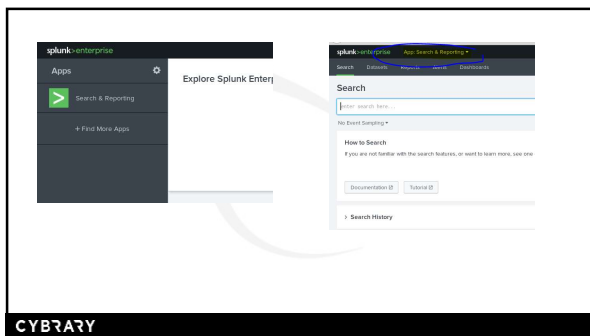 splunk>enterprise
Apps
Search & Reporting
+ Find More Apps
Explore Splunk Enterp
splunk>enterprise App: Search & Reporting
Search Datasets Reports Alerts Dashboards
Search
enter search here...
No Event Sampling
How to Search
If you are not familiar with the search features, or want to learn more, see one
Documentation Tutorial
> Search History
CYBRARY